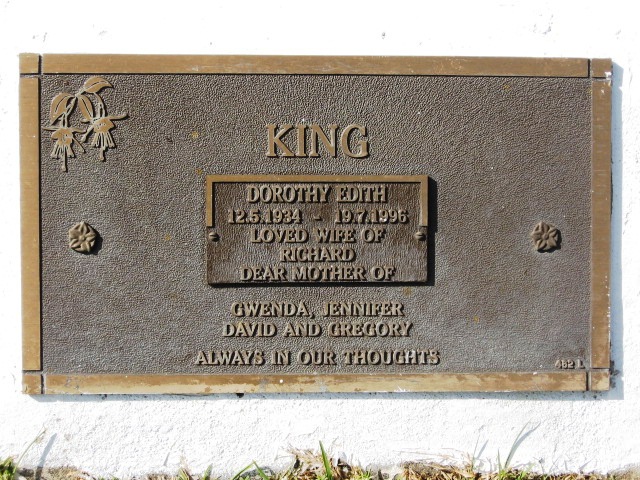 KING
DOROTHY EDITH
12.5.1934 - 19.7.1996
LOVED WIFE OF
RICHARD
DEAR MOTHER OF
GWENDA, JENNIFER
DAVID AND GREGORY
ALWAYS IN OUR THOUGHTS
482 L